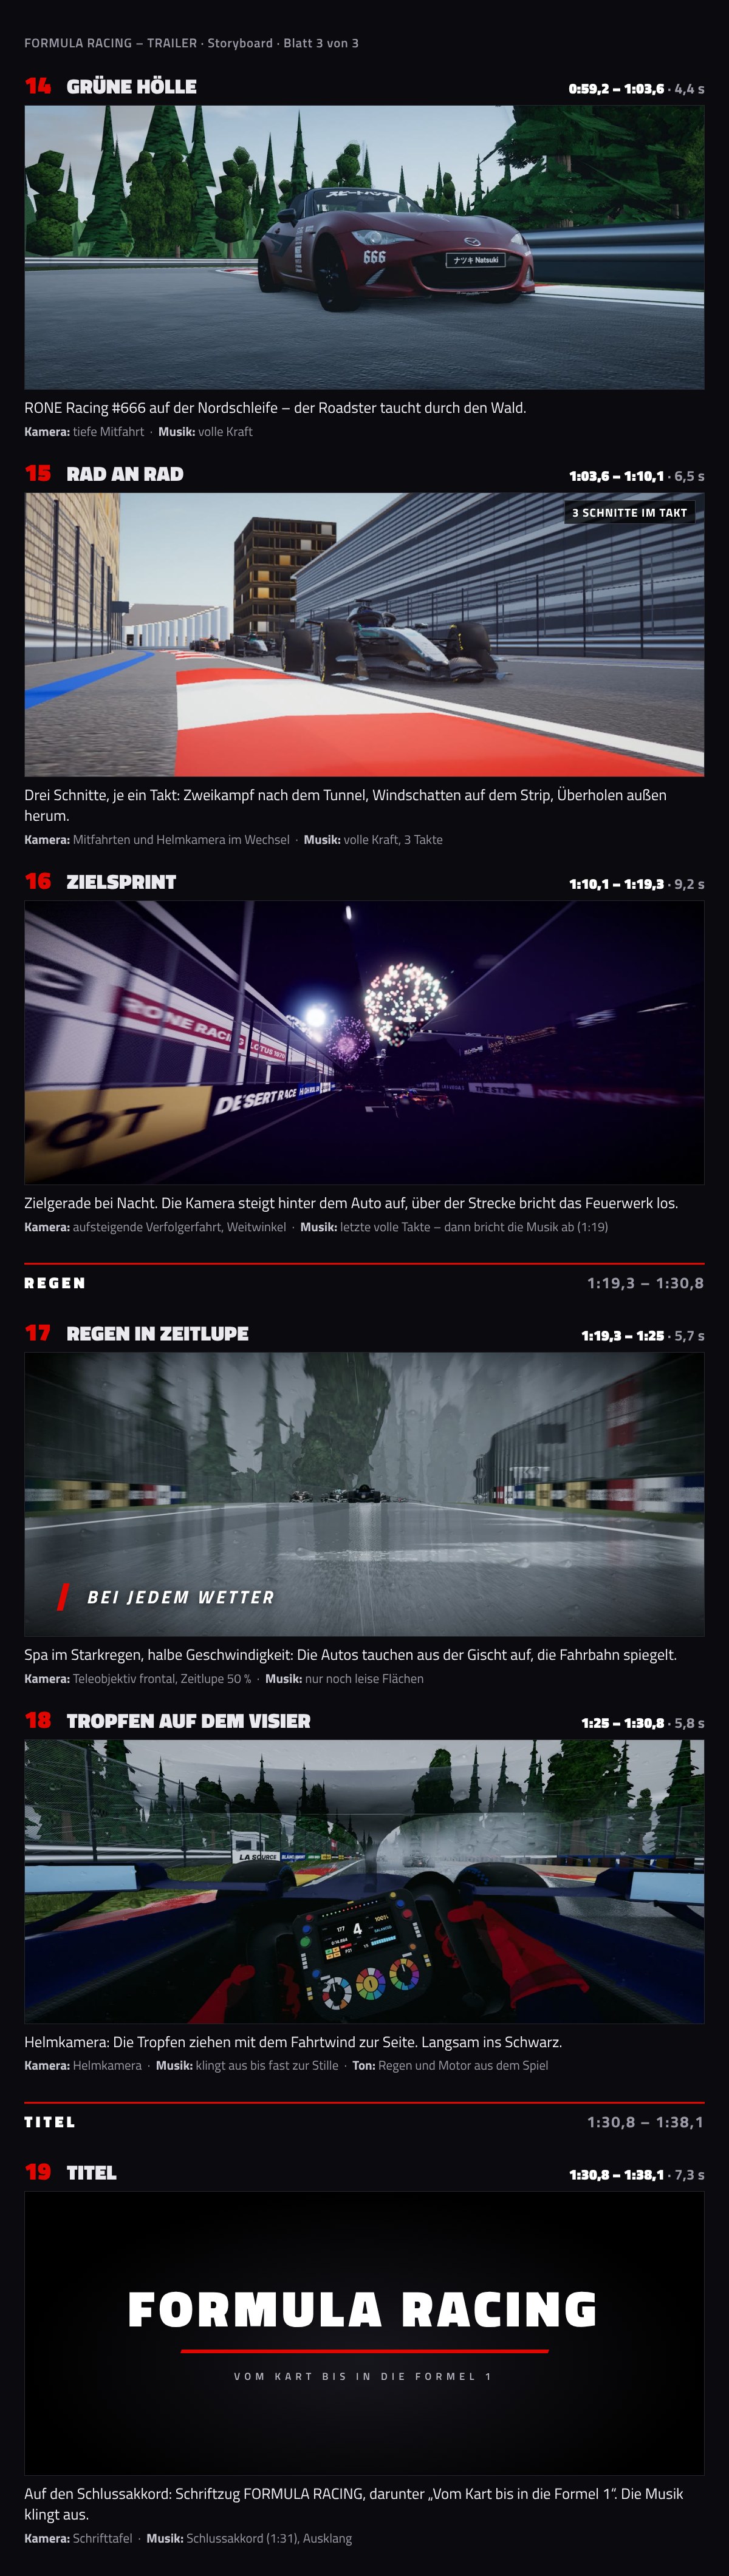 FORMULA RACING – TRAILER · Storyboard · Blatt 3 von 3
14 GRÜNE HÖLLE 0:59,2 – 1:03,6 · 4,4 s
スピードハント
666
ナツキ Natsuki
RONE Racing #666 auf der Nordschleife – der Roadster taucht durch den Wald.
Kamera: tiefe Mitfahrt · Musik: volle Kraft
15 RAD AN RAD 1:03,6 – 1:10,1 · 6,5 s
3 SCHNITTE IM TAKT
Drei Schnitte, je ein Takt: Zweikampf nach dem Tunnel, Windschatten auf dem Strip, Überholen außen
herum.
Kamera: Mitfahrten und Helmkamera im Wechsel · Musik: volle Kraft, 3 Takte
16 ZIELSPRINT 1:10,1 – 1:19,3 · 9,2 s
RONE RACING
DESERT RACE
Zielgerade bei Nacht. Die Kamera steigt hinter dem Auto auf, über der Strecke bricht das Feuerwerk los.
Kamera: aufsteigende Verfolgerfahrt, Weitwinkel · Musik: letzte volle Takte – dann bricht die Musik ab (1:19)
REGEN 1:19,3 – 1:30,8
17 REGEN IN ZEITLUPE 1:19,3 – 1:25 · 5,7 s
BEI JEDEM WETTER
Spa im Starkregen, halbe Geschwindigkeit: Die Autos tauchen aus der Gischt auf, die Fahrbahn spiegelt.
Kamera: Teleobjektiv frontal, Zeitlupe 50 % · Musik: nur noch leise Flächen
18 TROPFEN AUF DEM VISIER 1:25 – 1:30,8 · 5,8 s
LA SOURCE
177 4 100%
Helmkamera: Die Tropfen ziehen mit dem Fahrtwind zur Seite. Langsam ins Schwarz.
Kamera: Helmkamera · Musik: klingt aus bis fast zur Stille · Ton: Regen und Motor aus dem Spiel
TITEL 1:30,8 – 1:38,1
19 TITEL 1:30,8 – 1:38,1 · 7,3 s
FORMULA RACING
VOM KART BIS IN DIE FORMEL 1
Auf den Schlussakkord: Schriftzug FORMULA RACING, darunter „Vom Kart bis in die Formel 1“. Die Musik
klingt aus.
Kamera: Schrifttafel · Musik: Schlussakkord (1:31), Ausklang